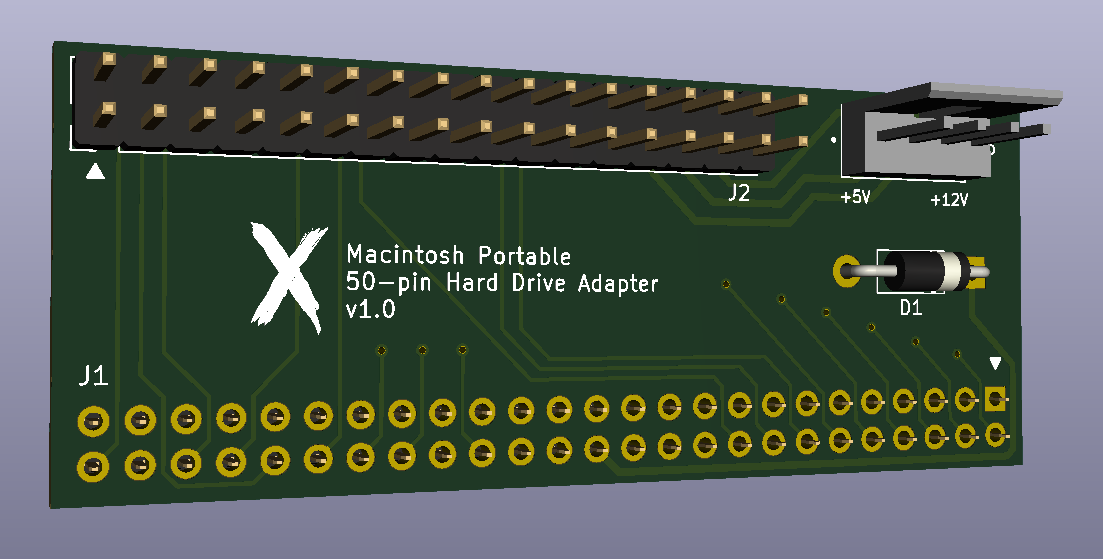 J2
+5V
+12V
Macintosh Portable
50-pin Hard Drive Adapter
v1.0
D1
J1